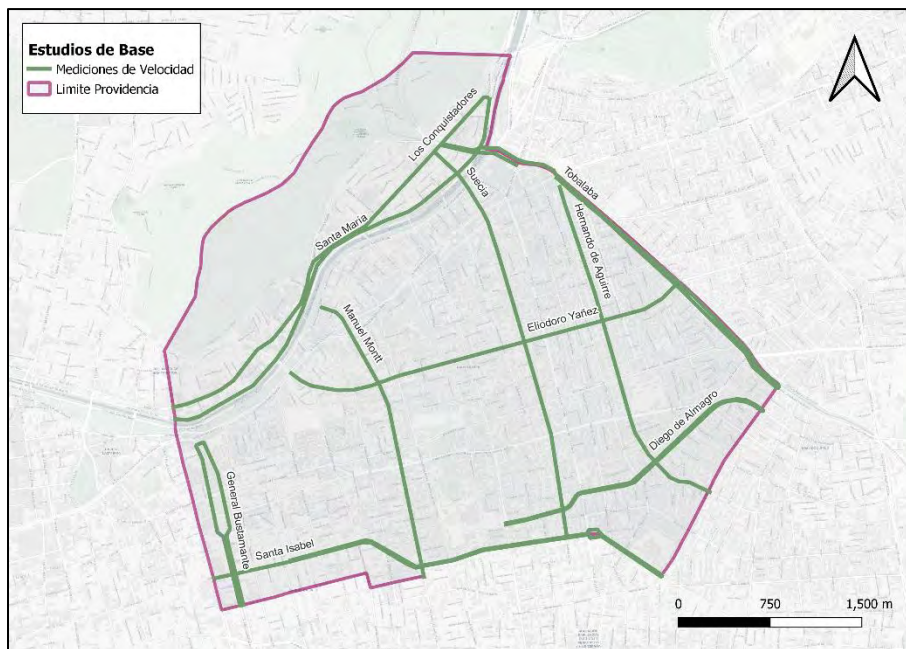 Estudios de Base
Mediciones de Velocidad
Limite Providencia
Los Conquistadores
Tobalaba
Suecia
Hernando de Aguirre
Santa Maria
Manuel Montt
Eliodoro Yañez
Diego de Almagro
General Bustamante
Santa Isabel
0 750 1,500 m